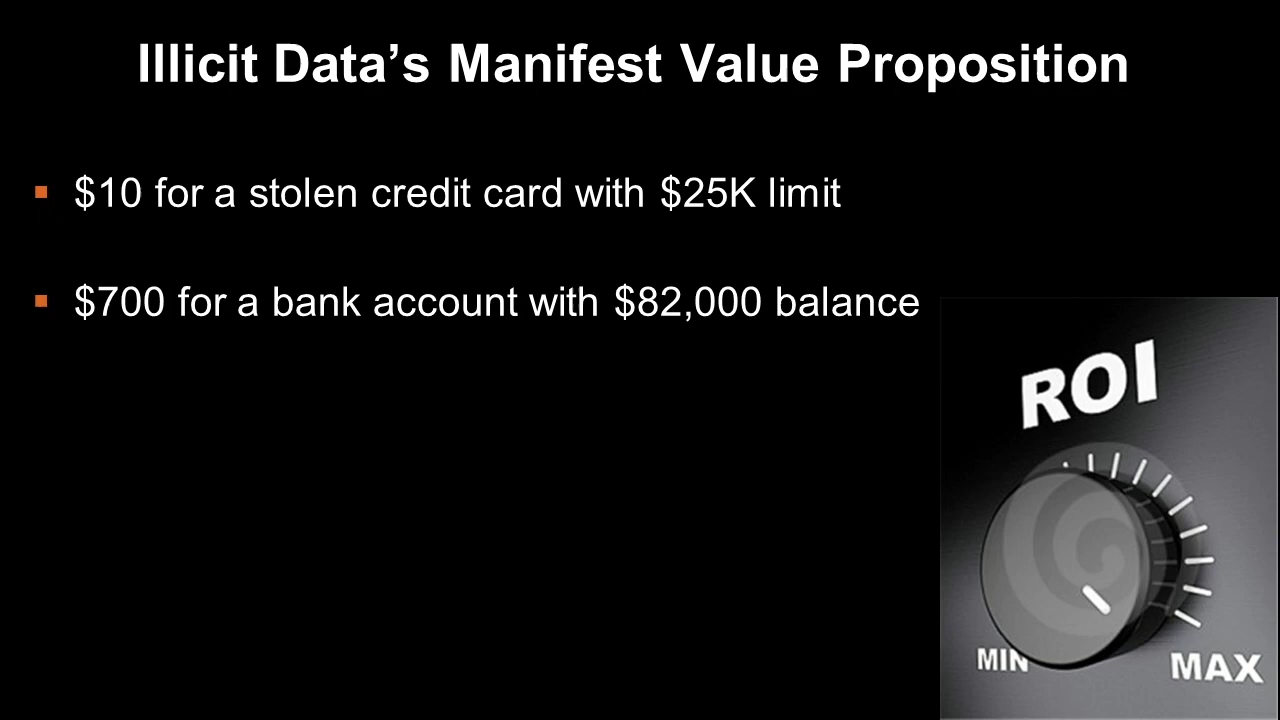 Illicit Data’s Manifest Value Proposition
$10 for a stolen credit card with $25K limit
$700 for a bank account with $82,000 balance
ROI
MIN
MAX